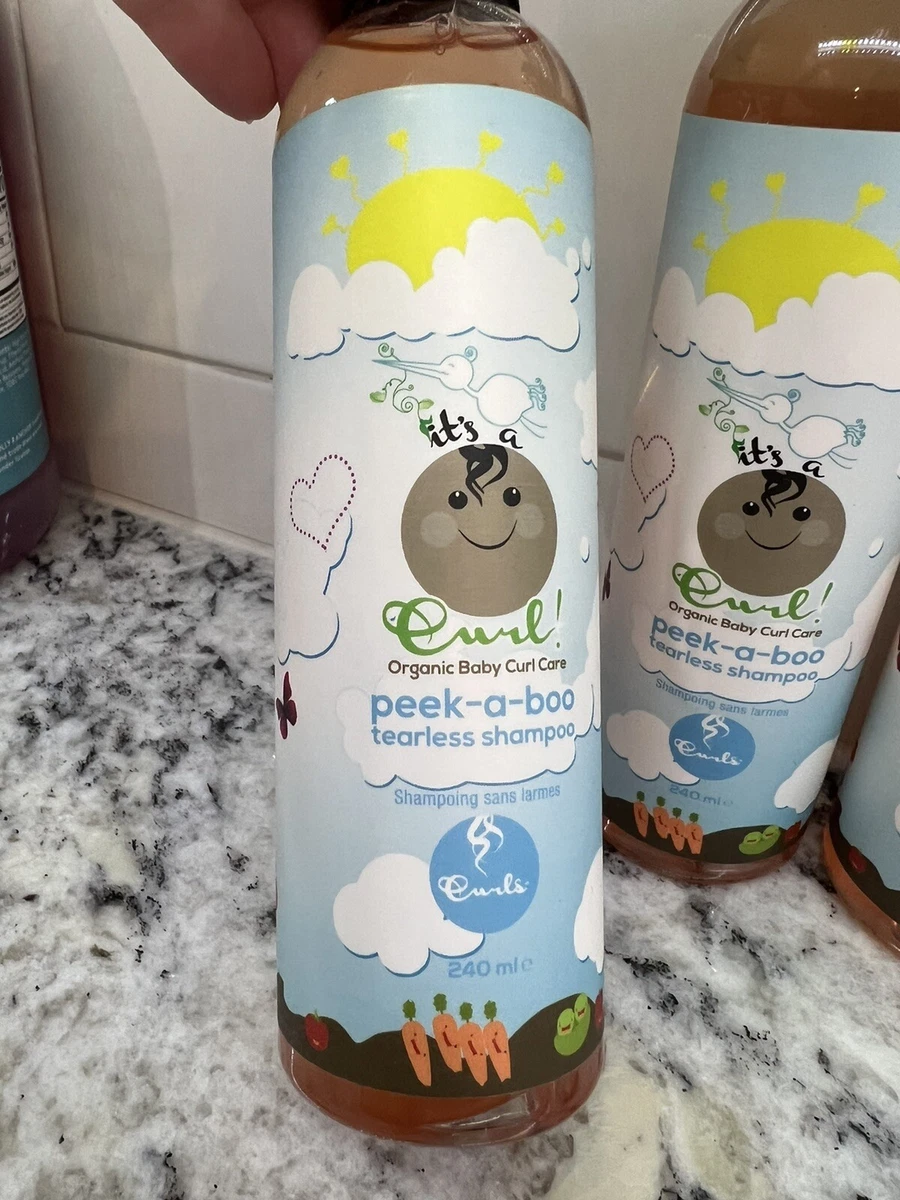 it's a
Curl!
Organic Baby Curl Care
peek-a-boo
tearless shampoo
Shampoing sans larmes
Curls
240 ml e
it's a
Curl!
Organic Baby Curl Care
peek-a-boo
tearless shampoo
Shampoing sans larmes
Curls
240 ml e